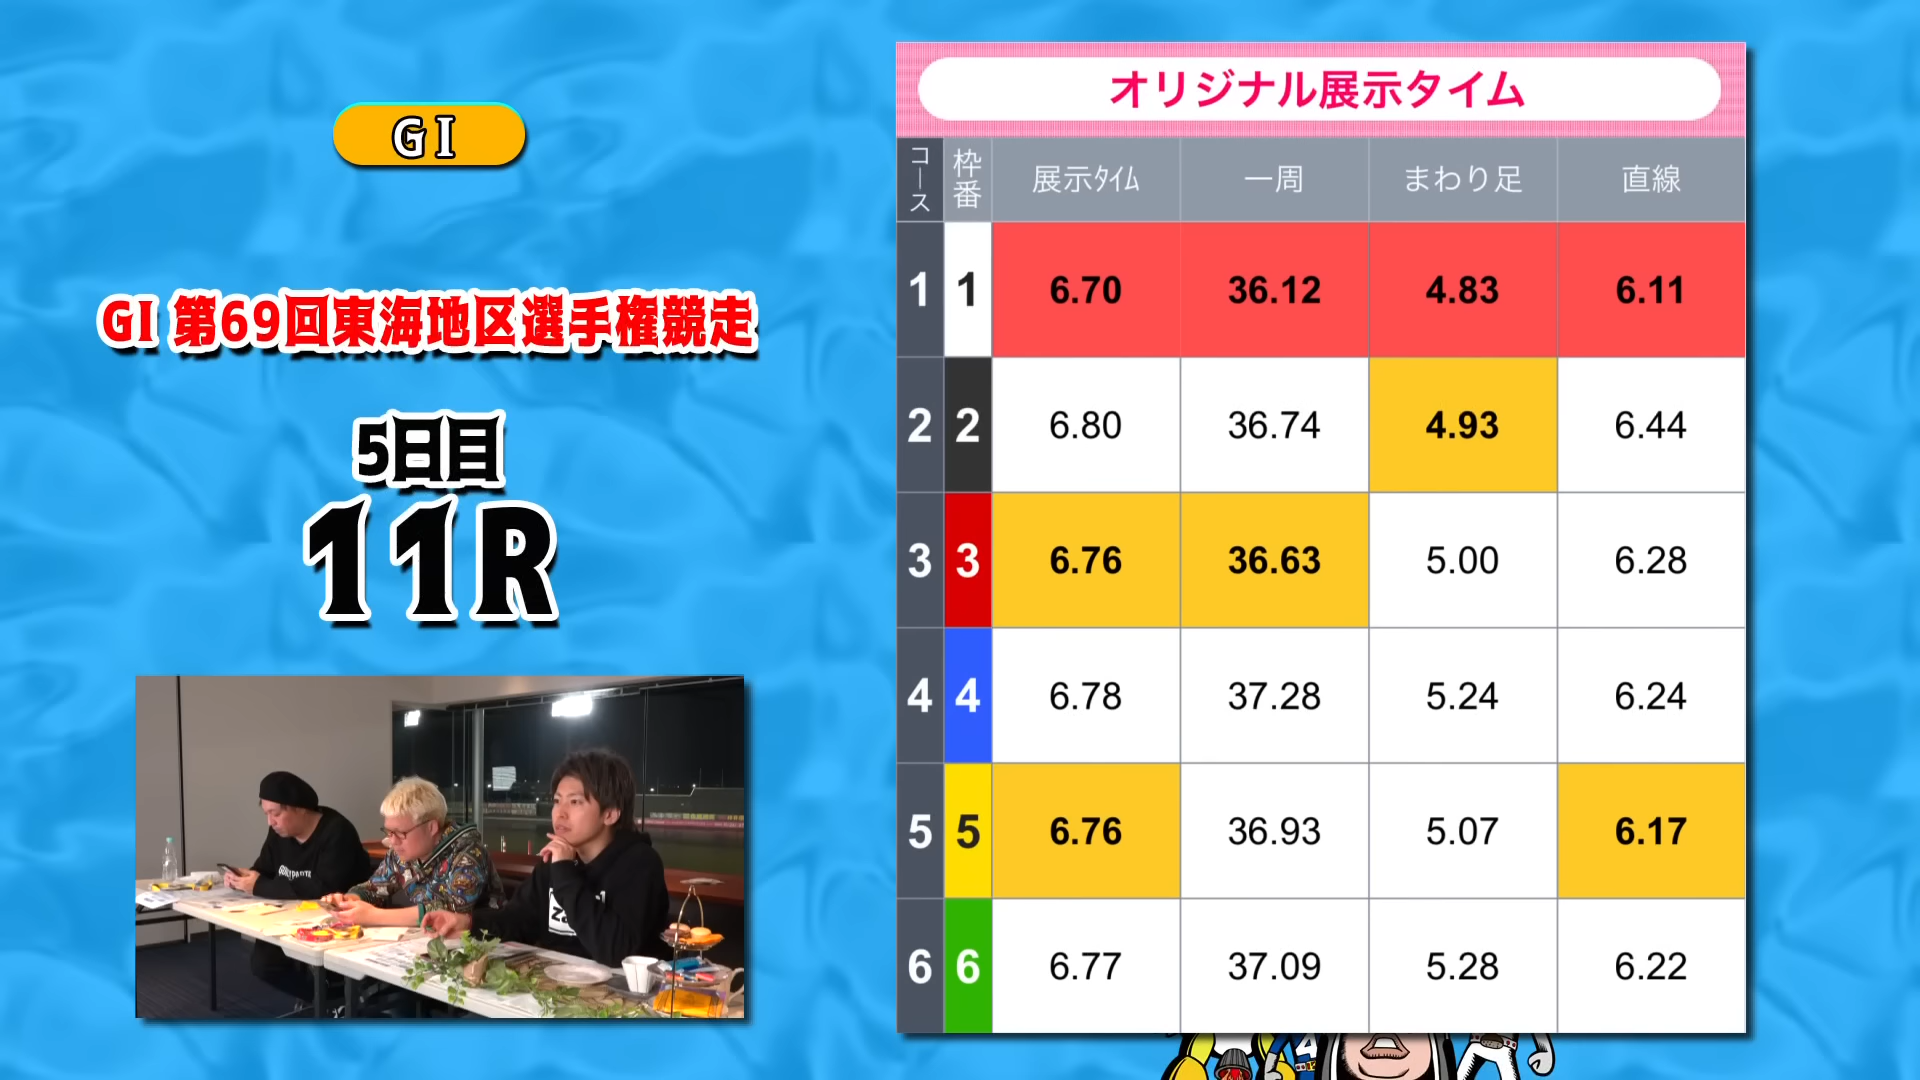 GI
GI 第69回東海地区選手権競走
5日目
11R
オリジナル展示タイム
コース 枠番 展示ﾀｲﾑ 一周 まわり足 直線
1 1 6.70 36.12 4.83 6.11
2 2 6.80 36.74 4.93 6.44
3 3 6.76 36.63 5.00 6.28
4 4 6.78 37.28 5.24 6.24
5 5 6.76 36.93 5.07 6.17
6 6 6.77 37.09 5.28 6.22
4